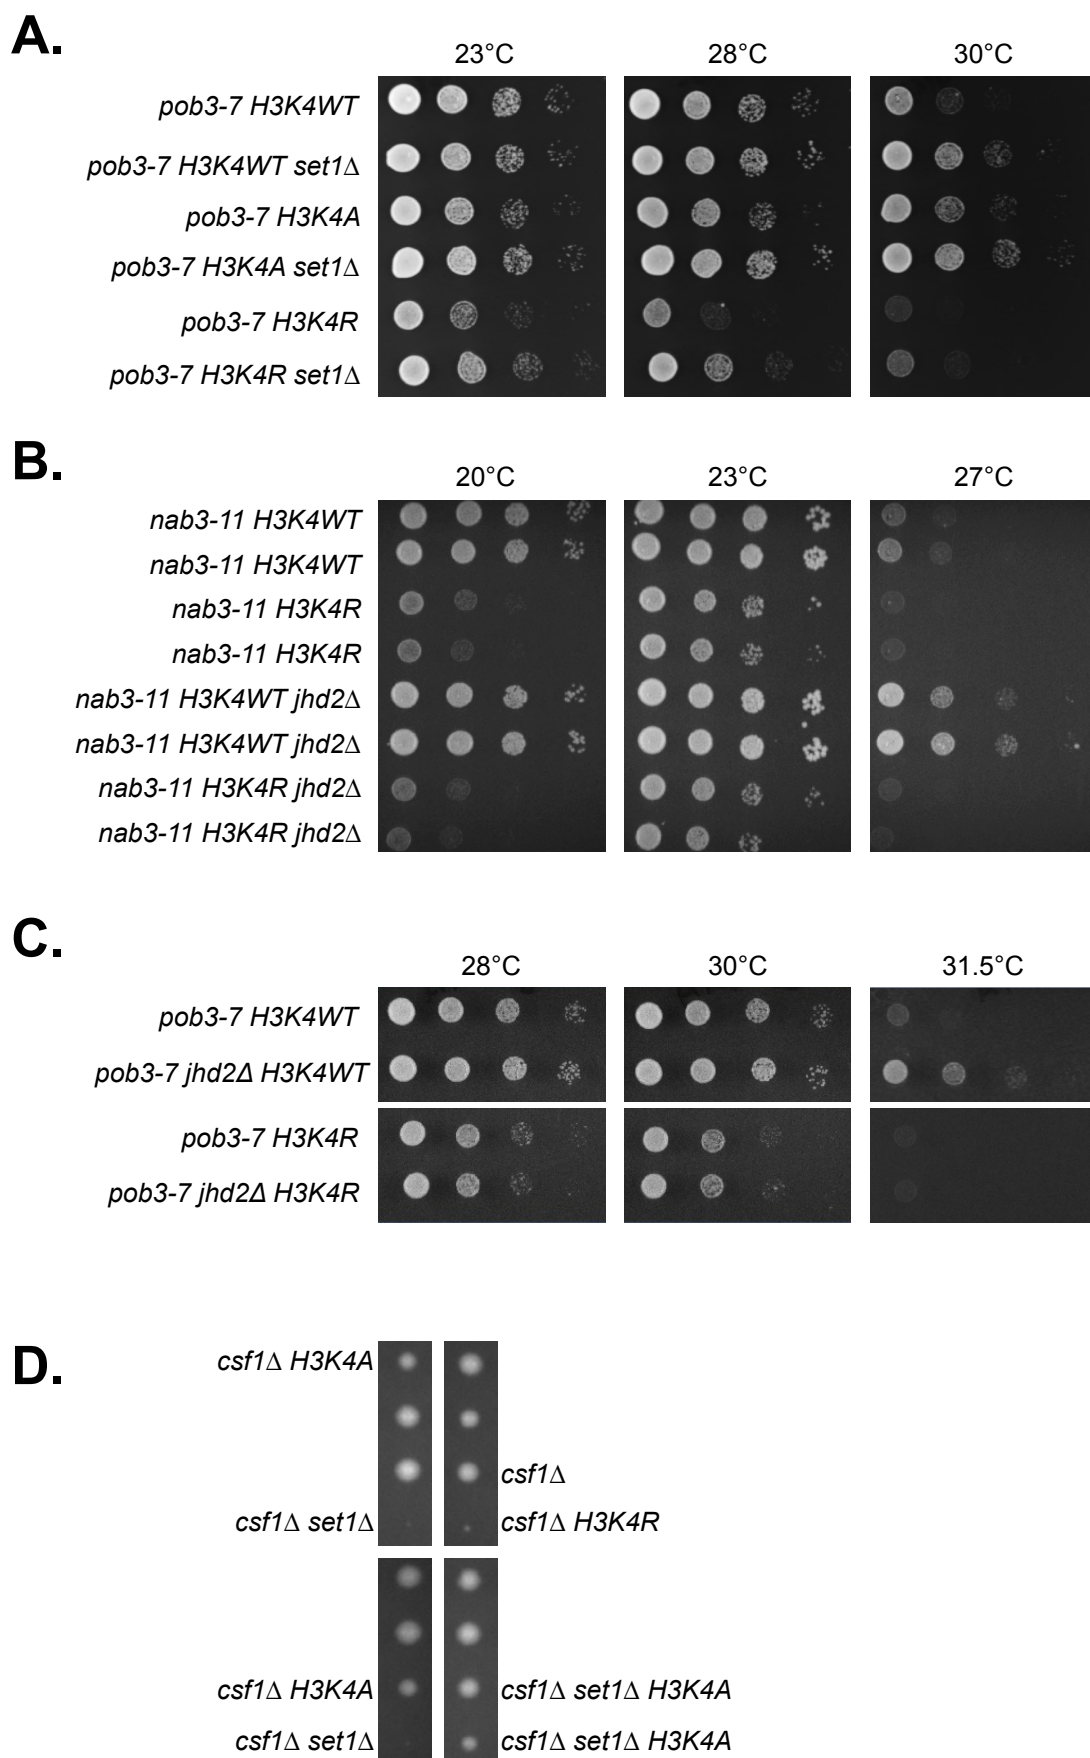 A.
23°C 28°C 30°C
pob3-7 H3K4WT
pob3-7 H3K4WT set1Δ
pob3-7 H3K4A
pob3-7 H3K4A set1Δ
pob3-7 H3K4R
pob3-7 H3K4R set1Δ
B.
20°C 23°C 27°C
nab3-11 H3K4WT
nab3-11 H3K4WT
nab3-11 H3K4R
nab3-11 H3K4R
nab3-11 H3K4WT jhd2Δ
nab3-11 H3K4WT jhd2Δ
nab3-11 H3K4R jhd2Δ
nab3-11 H3K4R jhd2Δ
C.
28°C 30°C 31.5°C
pob3-7 H3K4WT
pob3-7 jhd2Δ H3K4WT
pob3-7 H3K4R
pob3-7 jhd2Δ H3K4R
D.
csf1Δ H3K4A
csf1Δ
csf1Δ set1Δ csf1Δ H3K4R
csf1Δ H3K4A csf1Δ set1Δ H3K4A
csf1Δ set1Δ csf1Δ set1Δ H3K4A